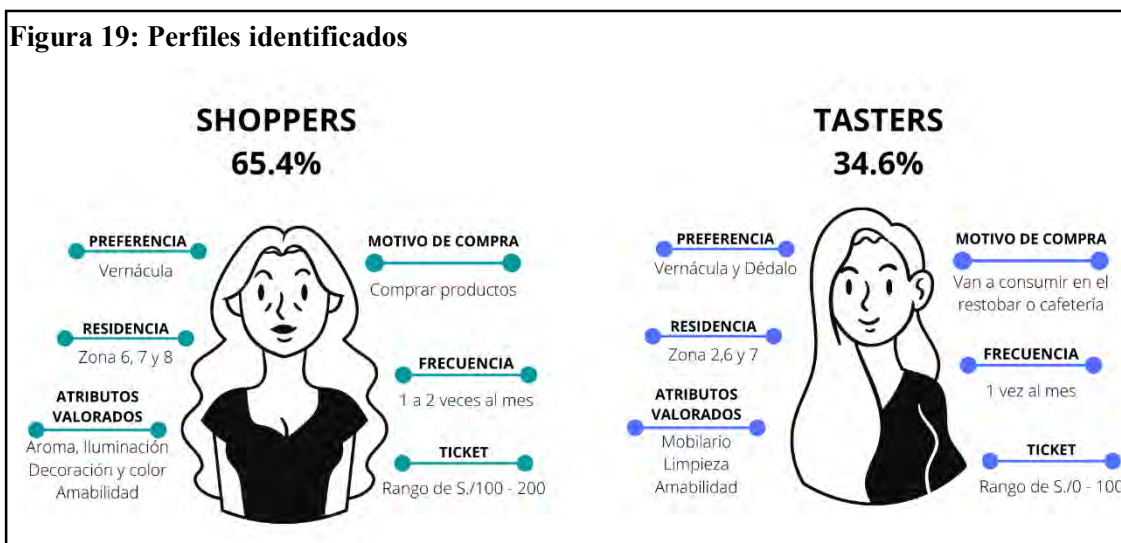 Figura 19: Perfiles identificados
SHOPPERS
65.4%
PREFERENCIA
Vernácula
RESIDENCIA
Zona 6, 7 y 8
ATRIBUTOS
VALORADOS
Aroma, Iluminación
Decoración y color
Amabilidad
MOTIVO DE COMPRA
Comprar productos
FRECUENCIA
1 a 2 veces al mes
TICKET
Rango de S./100 - 200
TASTERS
34.6%
PREFERENCIA
Vernácula y Dédalo
RESIDENCIA
Zona 2,6 y 7
ATRIBUTOS
VALORADOS
Mobilario
Limpieza
Amabilidad
MOTIVO DE COMPRA
Van a consumir en el
restobar o cafetería
FRECUENCIA
1 vez al mes
TICKET
Rango de S./0 - 100